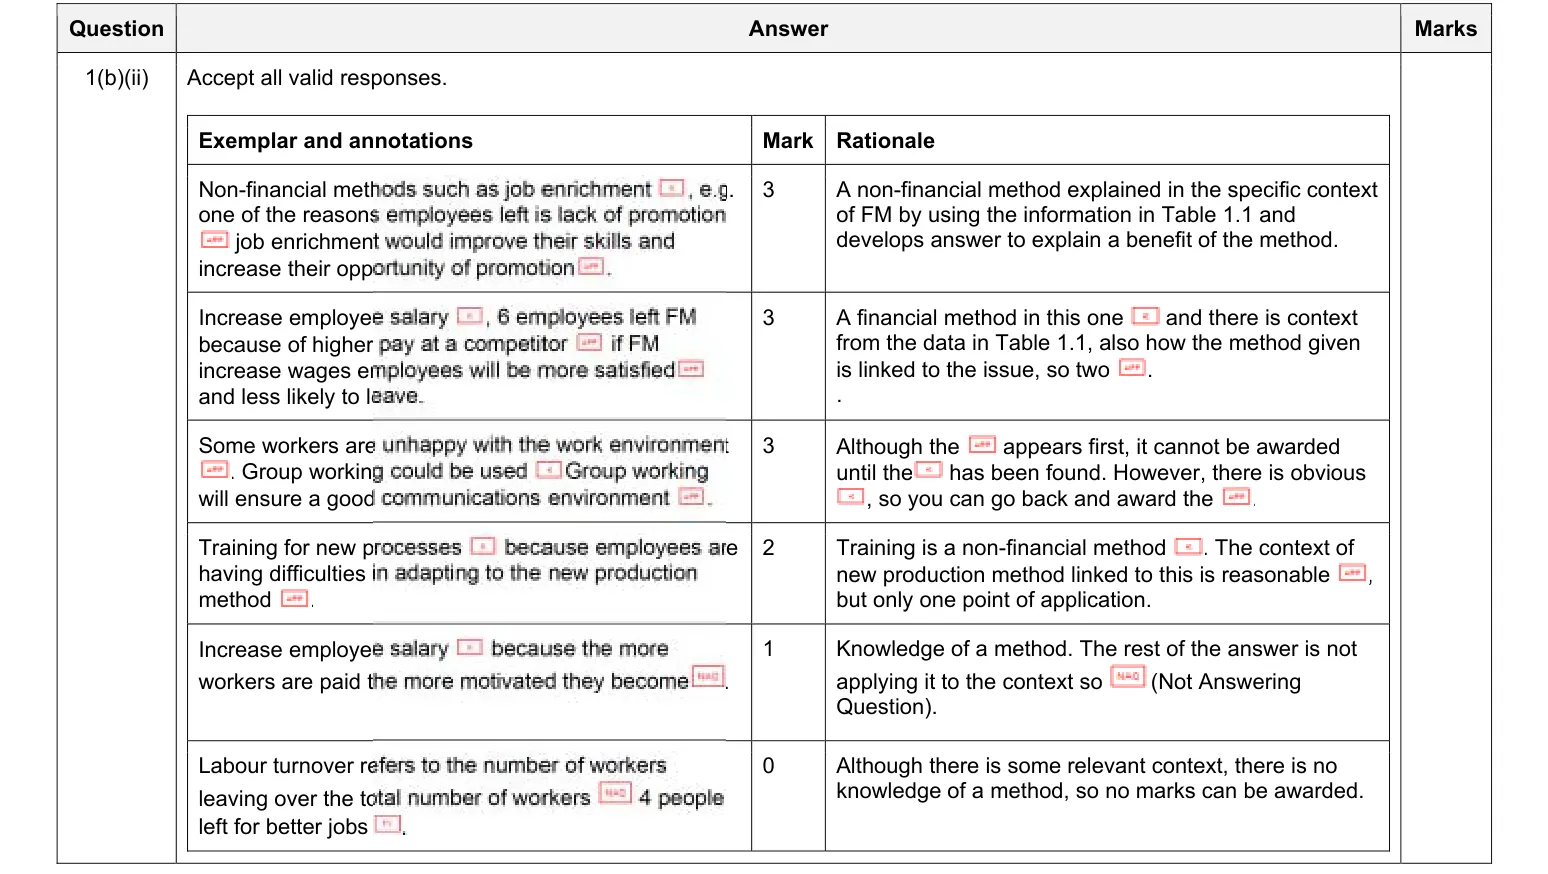 Question Answer Marks
1(b)(ii) Accept all valid responses.
Exemplar and annotations Mark Rationale
Non-financial methods such as job enrichment K, e.g.
one of the reasons employees left is lack of promotion
APP job enrichment would improve their skills and
increase their opportunity of promotion APP.
3
A non-financial method explained in the specific context
of FM by using the information in Table 1.1 and
develops answer to explain a benefit of the method.
Increase employee salary K, 6 employees left FM
because of higher pay at a competitor APP if FM
increase wages employees will be more satisfied APP
and less likely to leave.
3
A financial method in this one K and there is context
from the data in Table 1.1, also how the method given
is linked to the issue, so two APP.
.
Some workers are unhappy with the work environment
APP. Group working could be used K Group working
will ensure a good communications environment APP.
3
Although the APP appears first, it cannot be awarded
until the K has been found. However, there is obvious
K, so you can go back and award the APP.
Training for new processes K because employees are
having difficulties in adapting to the new production
method APP.
2
Training is a non-financial method K. The context of
new production method linked to this is reasonable APP,
but only one point of application.
Increase employee salary K because the more
workers are paid the more motivated they become NAQ.
1
Knowledge of a method. The rest of the answer is not
applying it to the context so NAQ (Not Answering
Question).
Labour turnover refers to the number of workers
leaving over the total number of workers NAQ 4 people
left for better jobs .
0
Although there is some relevant context, there is no
knowledge of a method, so no marks can be awarded.